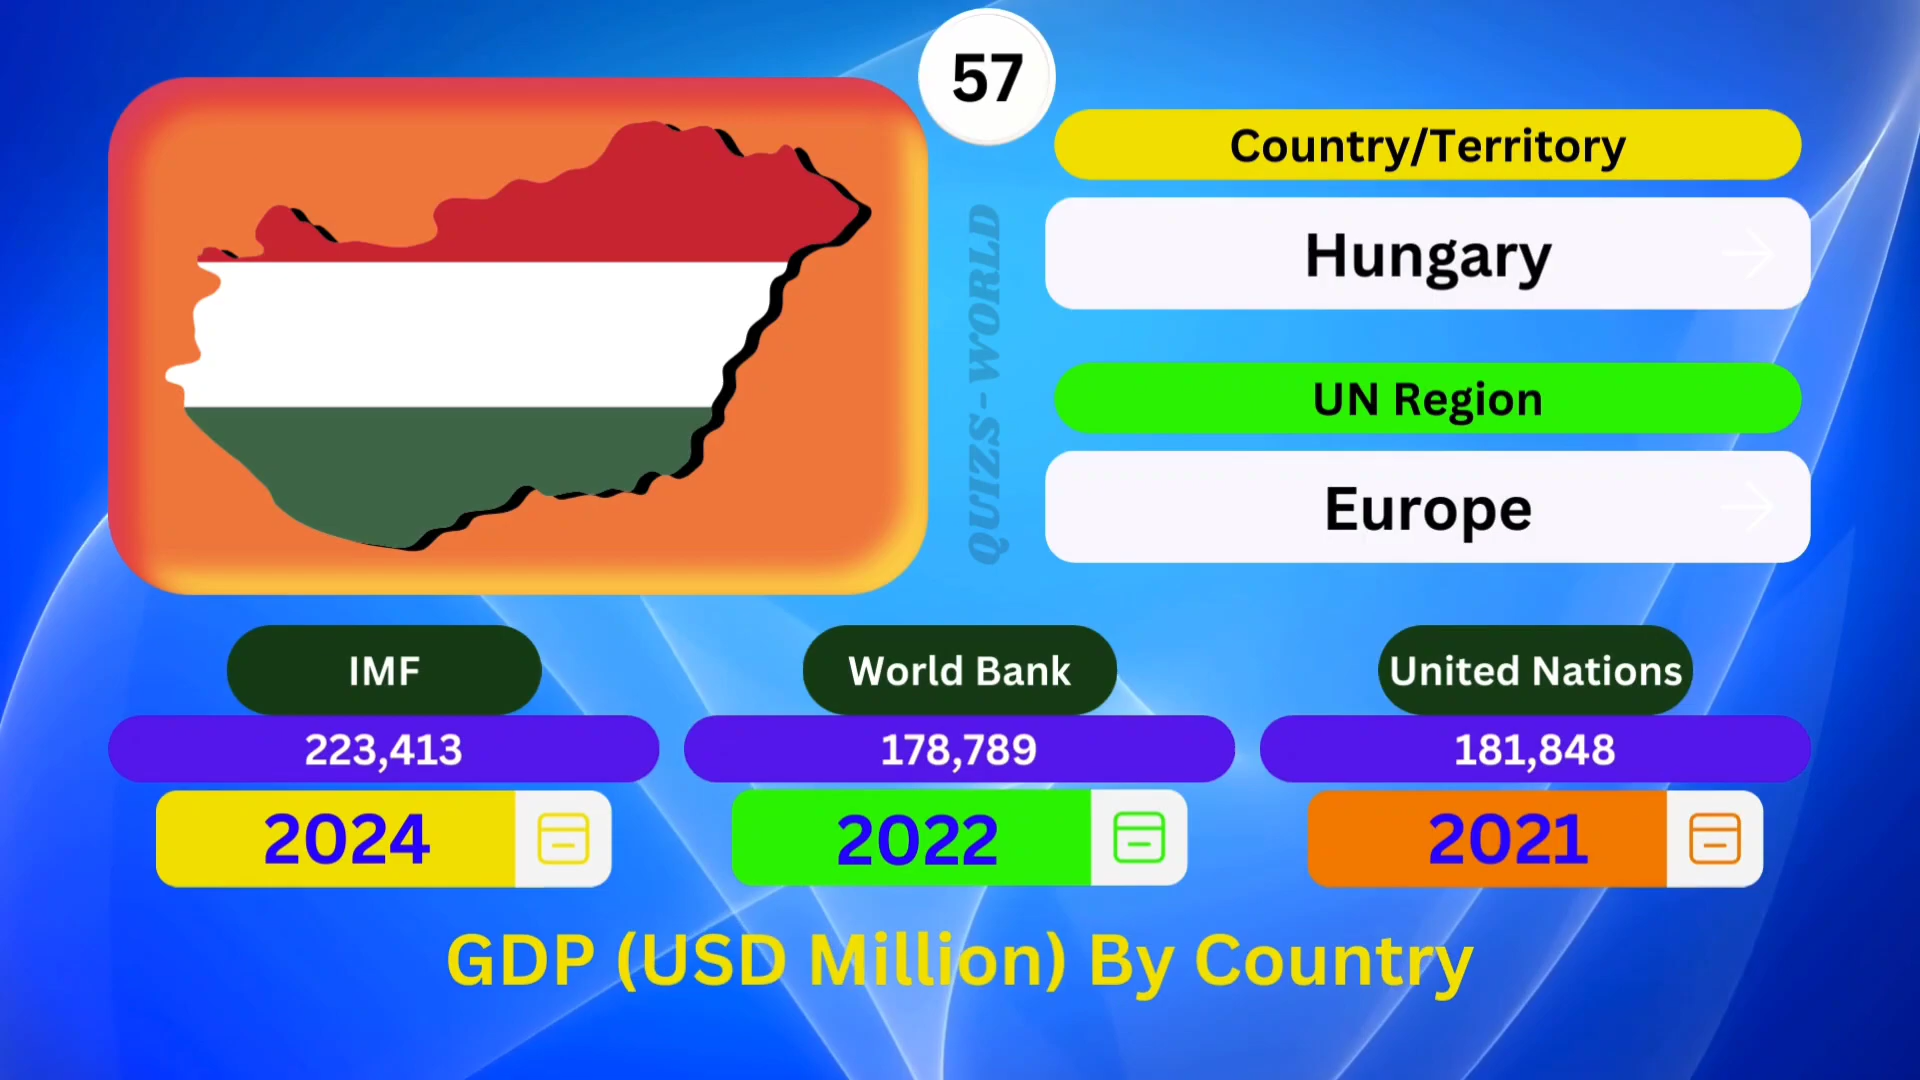 57
Country/Territory
Hungary
UN Region
Europe
QUIZS-WORLD
IMF
223,413
2024
World Bank
178,789
2022
United Nations
181,848
2021
GDP (USD Million) By Country